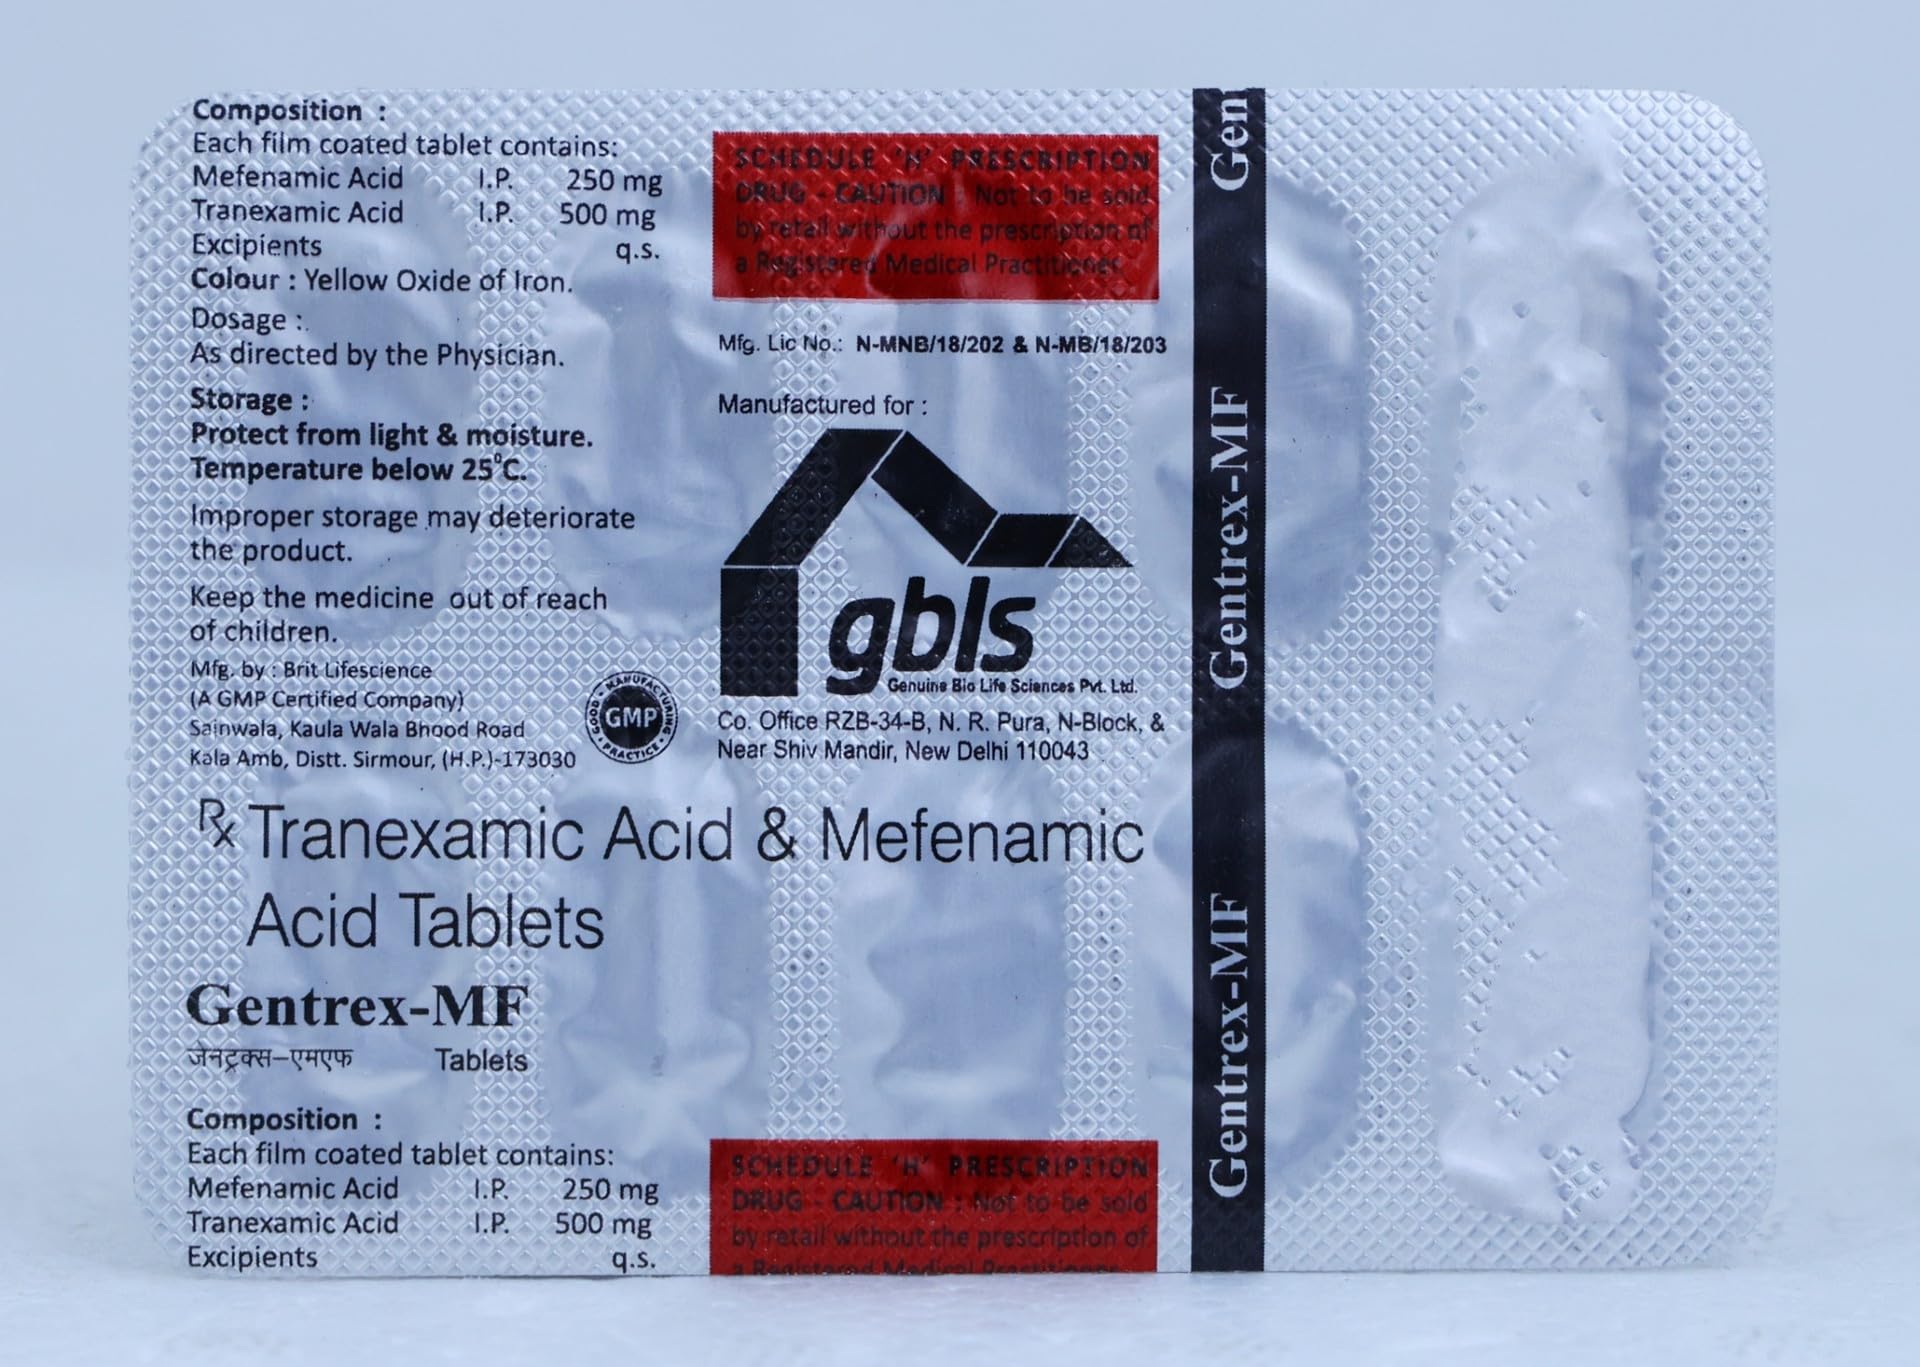 Composition :
Each film coated tablet contains:
Mefenamic Acid I.P. 250 mg
Tranexamic Acid I.P. 500 mg
Excipients q.s.
Colour : Yellow Oxide of Iron.
Dosage :
As directed by the Physician.
Storage :
Protect from light & moisture.
Temperature below 25°C.
Improper storage may deteriorate
the product.
Keep the medicine out of reach
of children.
Mfg. by : Brit Lifescience
(A GMP Certified Company)
Sainwala, Kaula Wala Bhood Road
Kala Amb, Distt. Sirmour, (H.P.)-173030
GOOD MANUFACTURING PRACTICE
GMP
SCHEDULE 'H' PRESCRIPTION
DRUG - CAUTION : Not to be sold
by retail without the prescription of
a Registered Medical Practitioner.
Mfg. Lic No.: N-MNB/18/202 & N-MB/18/203
Manufactured for :
gbls
Genuine Bio Life Sciences Pvt. Ltd.
Co. Office RZB-34-B, N. R. Pura, N-Block, &
Near Shiv Mandir, New Delhi 110043
Rx Tranexamic Acid & Mefenamic
Acid Tablets
Gentrex-MF
जेनट्रक्स-एमएफ Tablets
Composition :
Each film coated tablet contains:
Mefenamic Acid I.P. 250 mg
Tranexamic Acid I.P. 500 mg
Excipients q.s.
SCHEDULE 'H' PRESCRIPTION
DRUG - CAUTION : Not to be sold
by retail without the prescription of
a Registered Medical Practitioner.
Gen
Gentrex-MF
Gentrex-MF